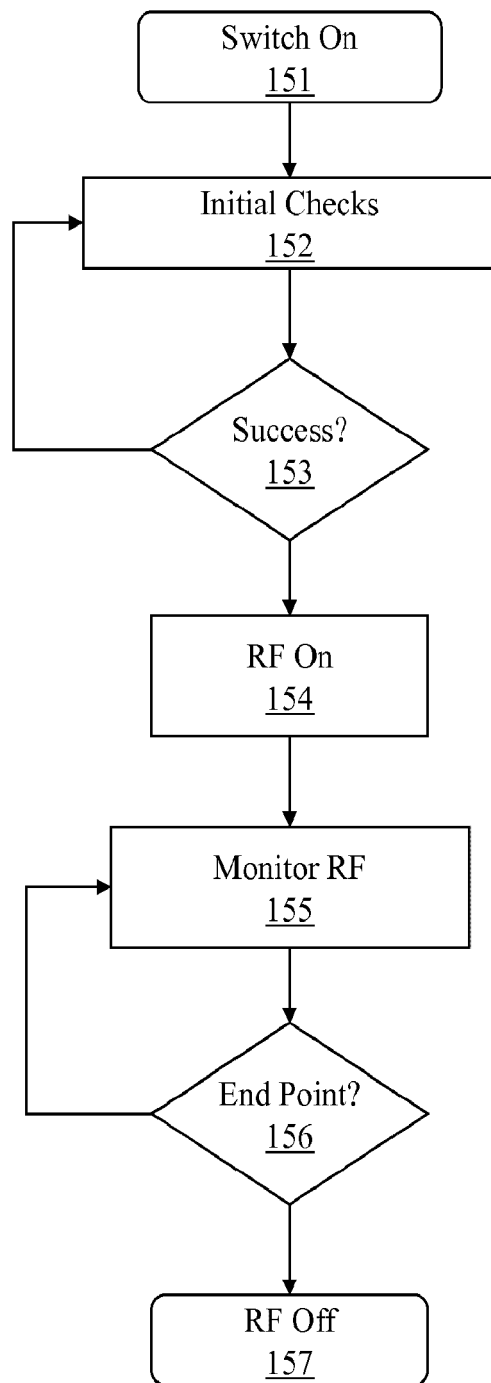 Switch On
151
Initial Checks
152
Success?
153
RF On
154
Monitor RF
155
End Point?
156
RF Off
157